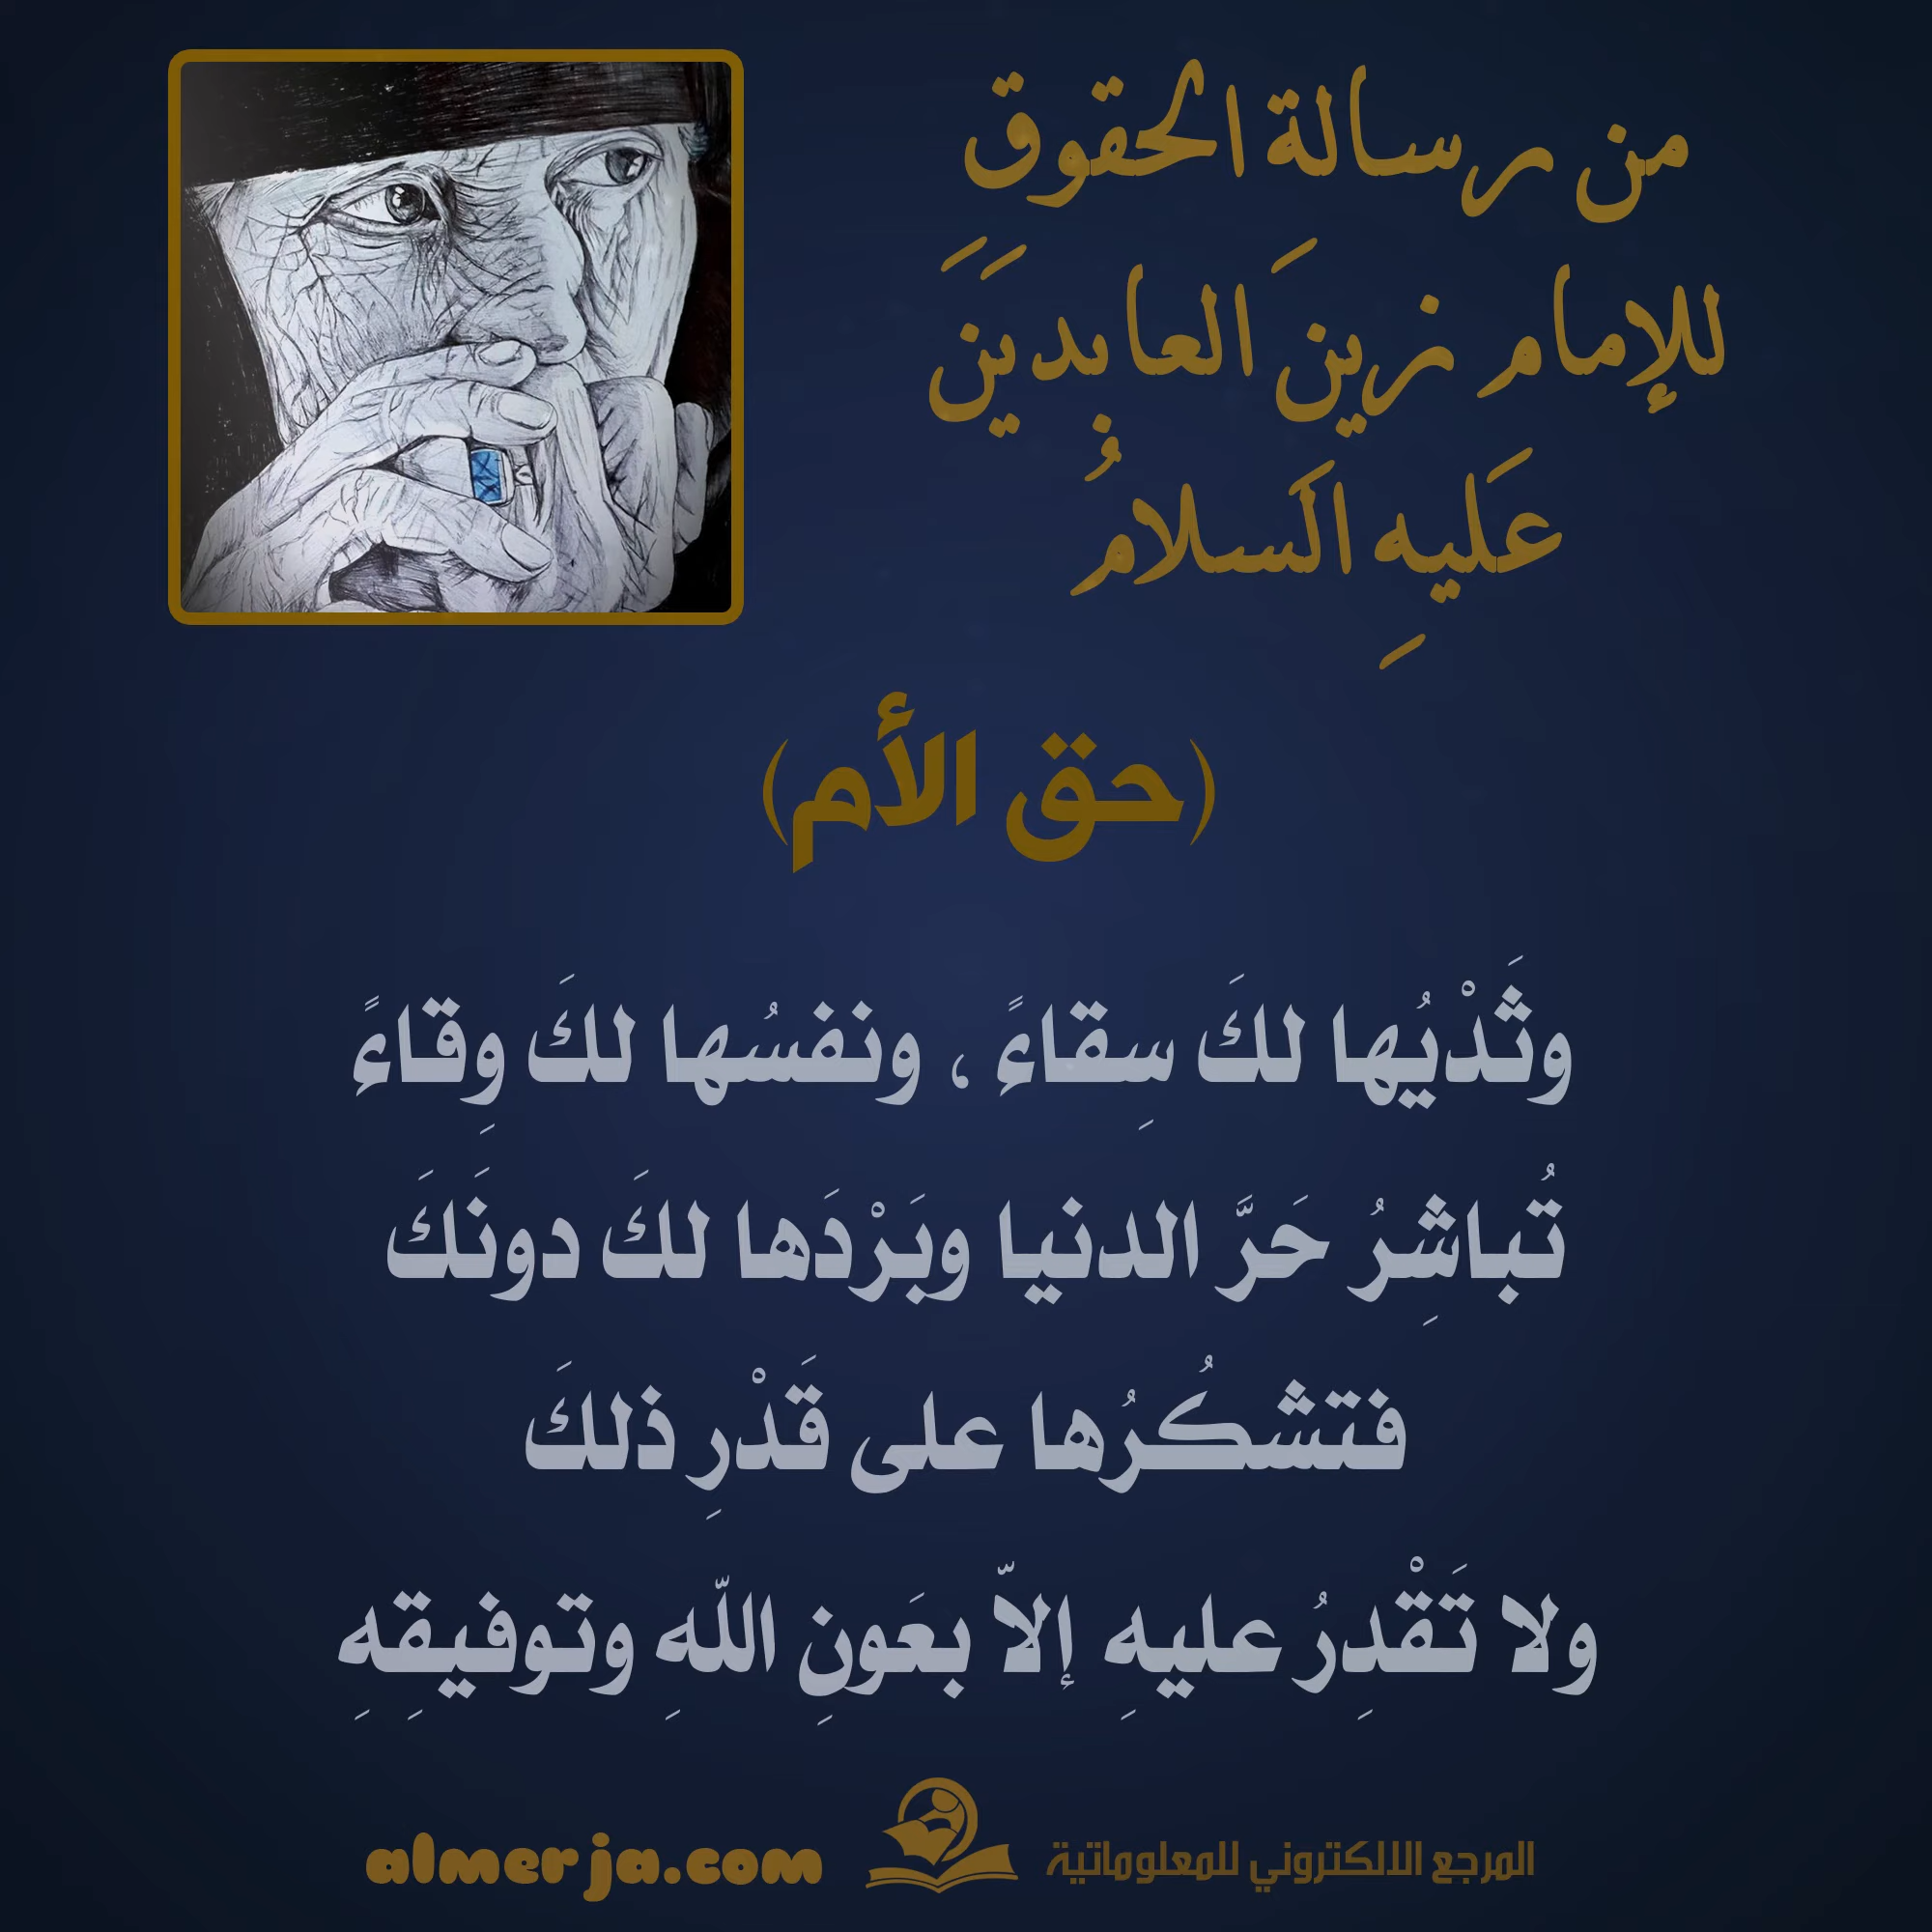 من رسالة الحقوق
للإمام زينَ العابدينََ
عَليهِ اَلسلامُ
(حق الأم)
وثَدْيُها لكَ سِقاءً ، ونفسُها لكَ وِقاءً
تُباشِرُ حَرَّ الدنيا وبَرْدَها لكَ دونَكَ
فتشكُرُها على قَدْرِ ذلكَ
ولا تَقْدِرُ عليهِ إلاّ بعَونِ اللّهِ وتوفيقِهِ
المرجع الالكتروني للمعلوماتية
almerja.com